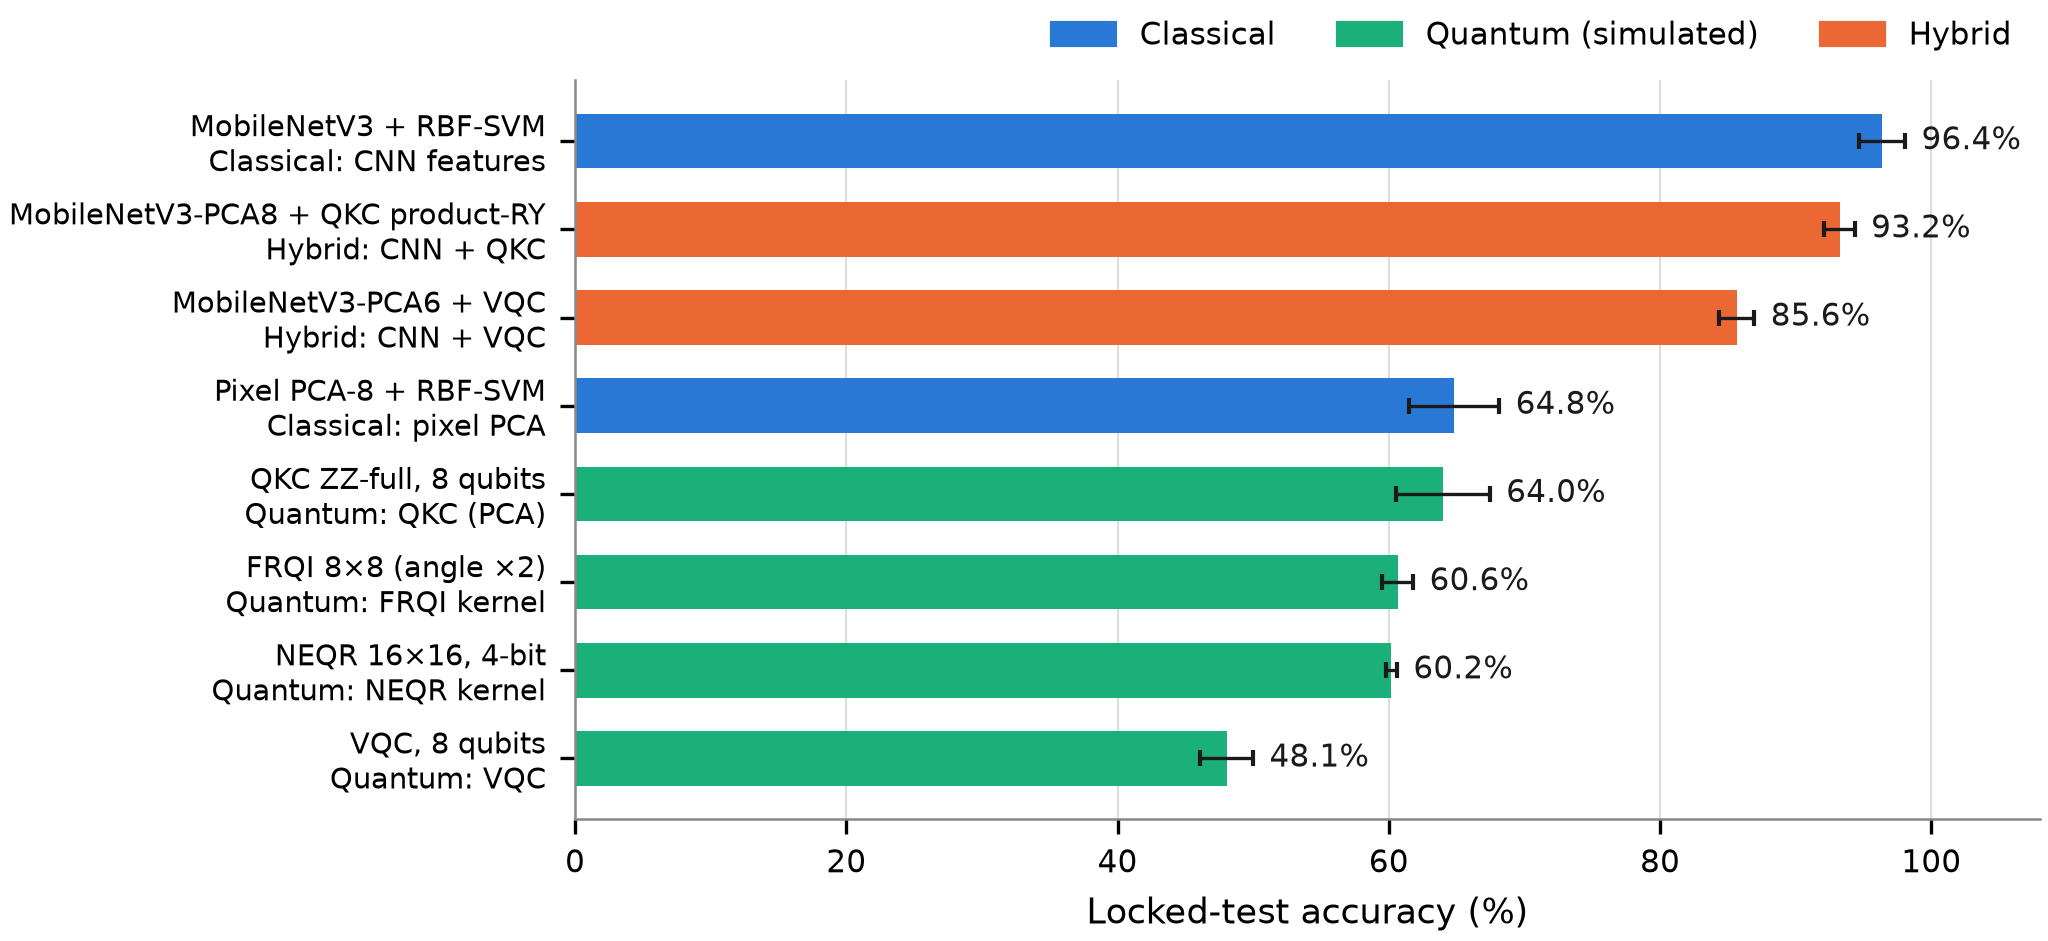 Classical
Quantum (simulated)
Hybrid
MobileNetV3 + RBF-SVM
Classical: CNN features
96.4%
MobileNetV3-PCA8 + QKC product-RY
Hybrid: CNN + QKC
93.2%
MobileNetV3-PCA6 + VQC
Hybrid: CNN + VQC
85.6%
Pixel PCA-8 + RBF-SVM
Classical: pixel PCA
64.8%
QKC ZZ-full, 8 qubits
Quantum: QKC (PCA)
64.0%
FRQI 8×8 (angle ×2)
Quantum: FRQI kernel
60.6%
NEQR 16×16, 4-bit
Quantum: NEQR kernel
60.2%
VQC, 8 qubits
Quantum: VQC
48.1%
0 20 40 60 80 100
Locked-test accuracy (%)